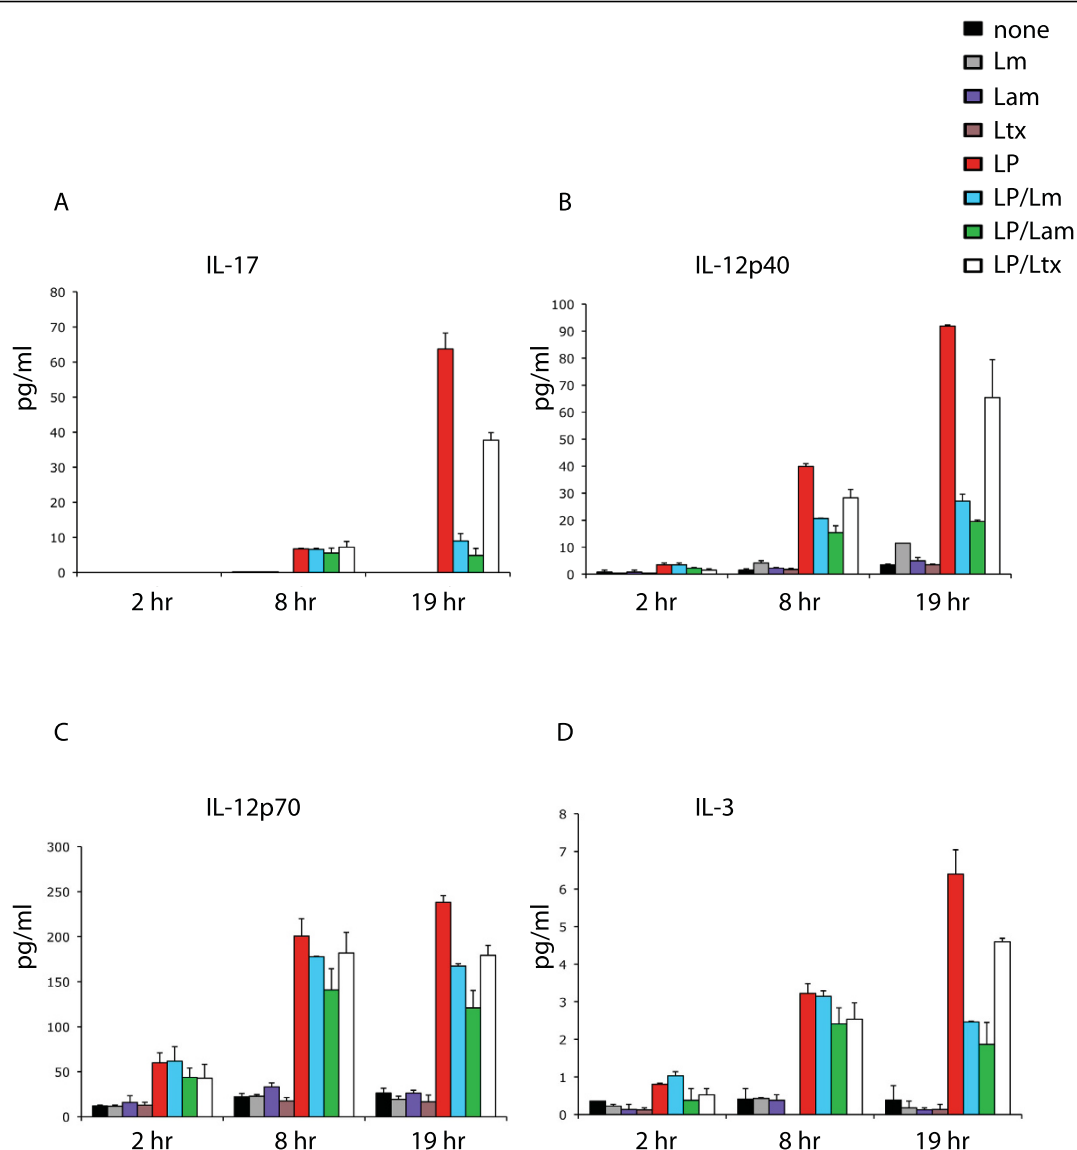 none
Lm
Lam
Ltx
LP
LP/Lm
LP/Lam
LP/Ltx
A
IL-17
pg/ml
80
70
60
50
40
30
20
10
0
2 hr 8 hr 19 hr
B
IL-12p40
pg/ml
100
90
80
70
60
50
40
30
20
10
0
2 hr 8 hr 19 hr
C
IL-12p70
pg/ml
300
250
200
150
100
50
0
2 hr 8 hr 19 hr
D
IL-3
pg/ml
8
7
6
5
4
3
2
1
0
2 hr 8 hr 19 hr